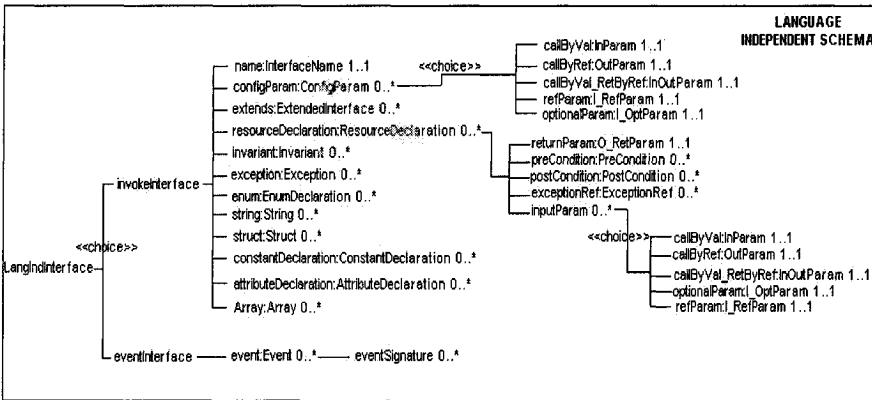 LANGUAGE
INDEPENDENT SCHEMA
name:InterfaceName 1..1
configParam:ConfigParam 0..*
extends:ExtendedInterface 0..*
resourceDeclaration:ResourceDeclaration 0..*
invariant:Invariant 0..*
exception:Exception 0..*
enum:EnumDeclaration 0..*
string:String 0..*
struct:Struct 0..*
constantDeclaration:ConstantDeclaration 0..*
attributeDeclaration:AttributeDeclaration 0..*
Array:Array 0..*
invokeInterface
<<choice>>
LangIndInterface
eventInterface
event:Event 0..*
eventSignature 0..*
<<choice>>
callByVal:InParam 1..1
callByRef:OutParam 1..1
callByVal_RetByRef:InOutParam 1..1
refParam:I_RefParam 1..1
optionalParam:I_OptParam 1..1
returnParam:O_RetParam 1..1
preCondition:PreCondition 0..*
postCondition:PostCondition 0..*
exceptionRef:ExceptionRef 0..*
inputParam 0..*
<<choice>>
callByVal:InParam 1..1
callByRef:OutParam 1..1
callByVal_RetByRef:InOutParam 1..1
optionalParam:I_OptParam 1..1
refParam:I_RefParam 1..1